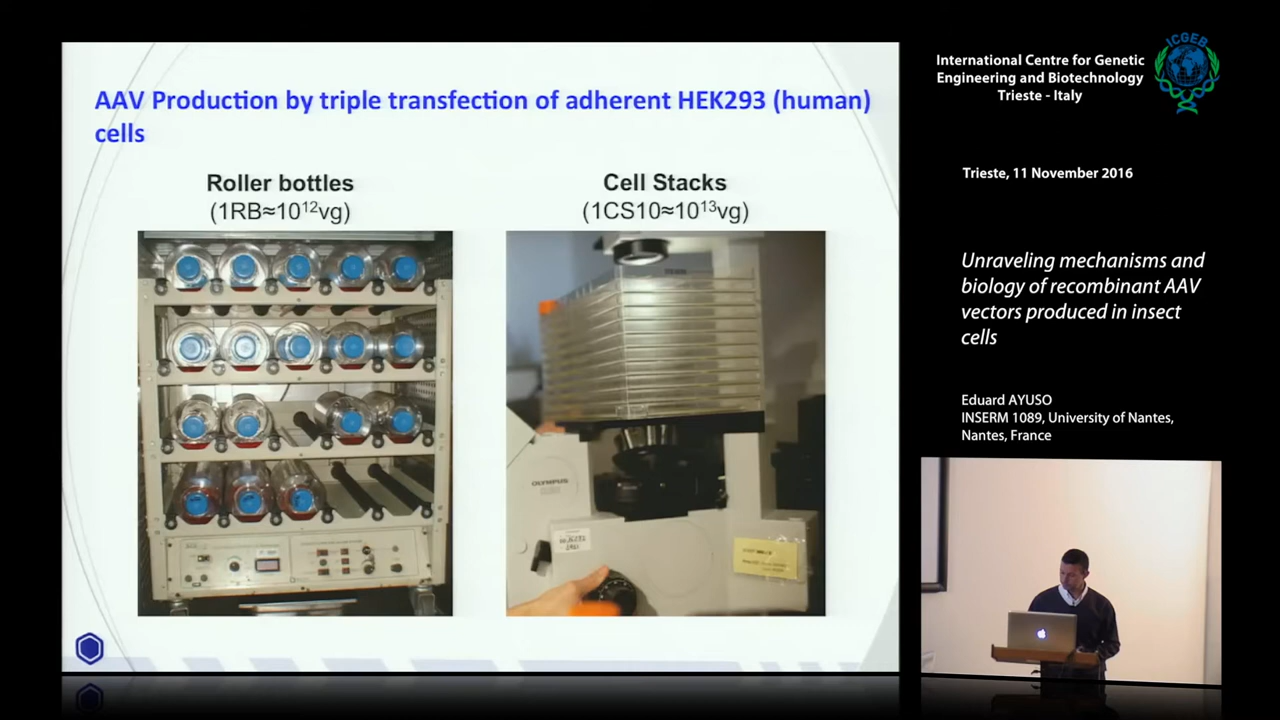 AAV Production by triple transfection of adherent HEK293 (human)
cells
Roller bottles
(1RB≈10¹²vg)
Cell Stacks
(1CS10≈10¹³vg)
OLYMPUS
ICGEB
International Centre for Genetic
Engineering and Biotechnology
Trieste - Italy
Trieste, 11 November 2016
Unraveling mechanisms and
biology of recombinant AAV
vectors produced in insect
cells
Eduard AYUSO
INSERM 1089, University of Nantes,
Nantes, France